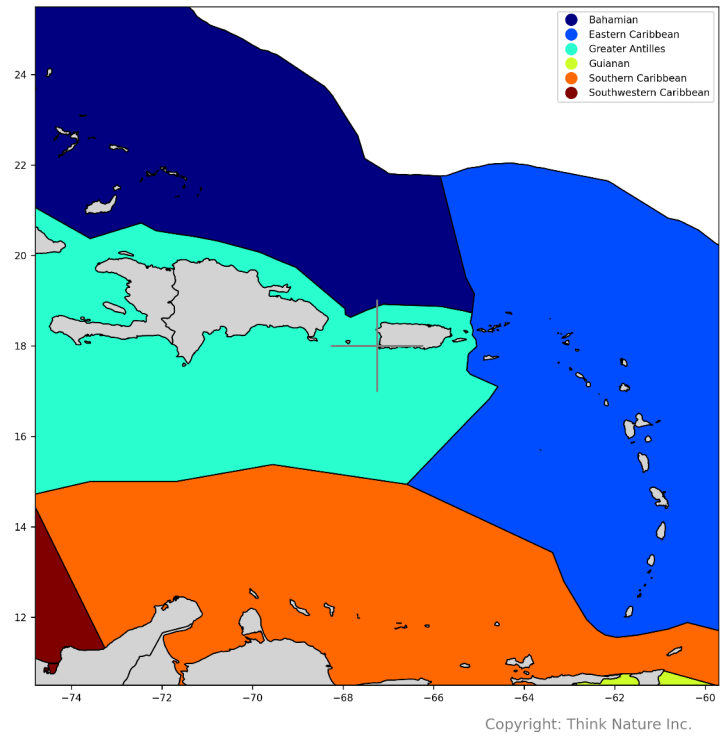 Bahamian
Eastern Caribbean
Greater Antilles
Guianan
Southern Caribbean
Southwestern Caribbean
24
22
20
18
16
14
12
−74
−72
−70
−68
−66
−64
−62
−60
Copyright: Think Nature Inc.